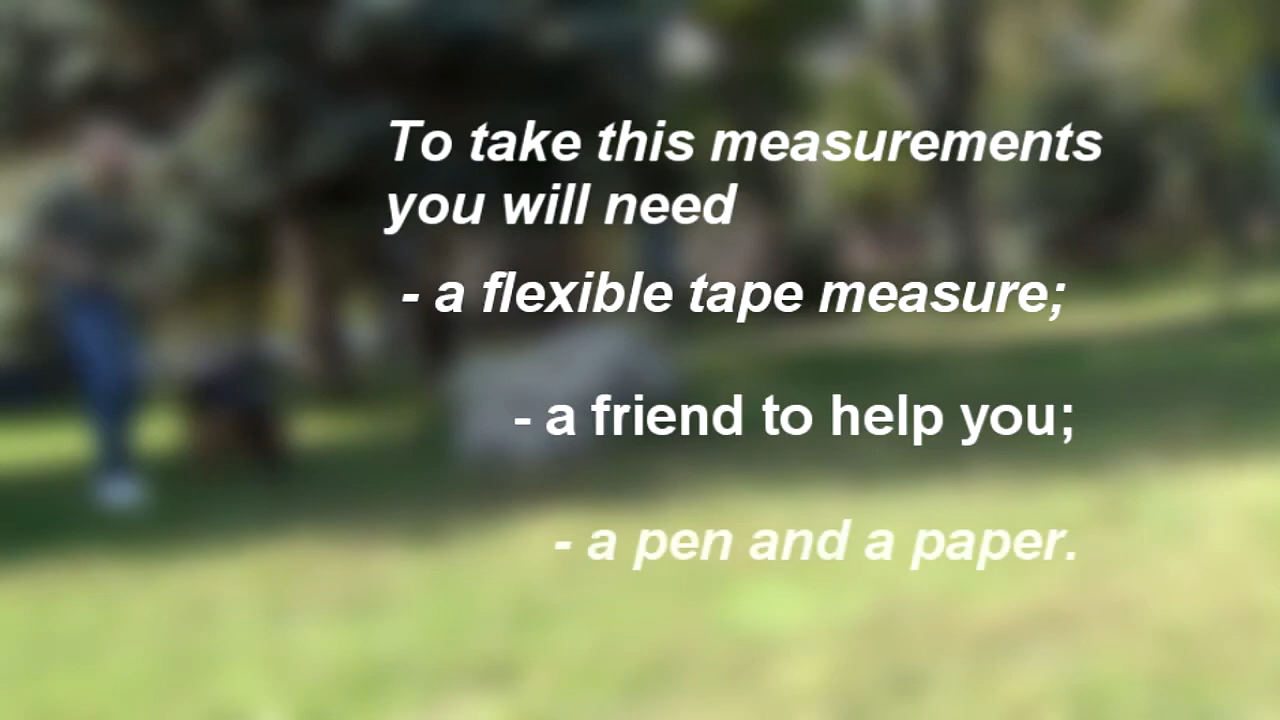 To take this measurements
you will need
- a flexible tape measure;
- a friend to help you;
- a pen and a paper.